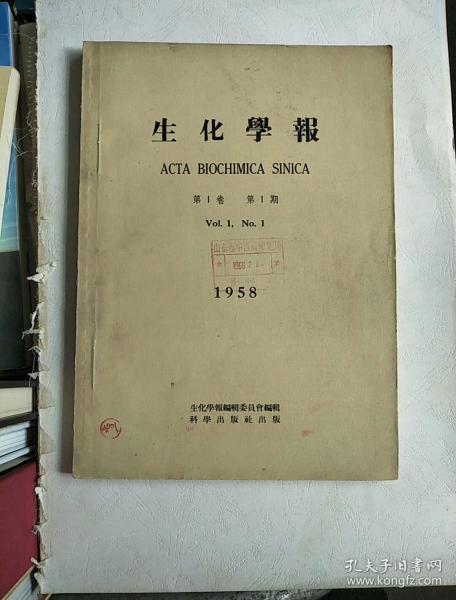 生化學報
ACTA BIOCHIMICA SINICA
第1卷 第1期
Vol. 1, No. 1
1958
生化學報編輯委員會編輯
科學出版社出版
孔夫子旧书网
www.kongfz.com